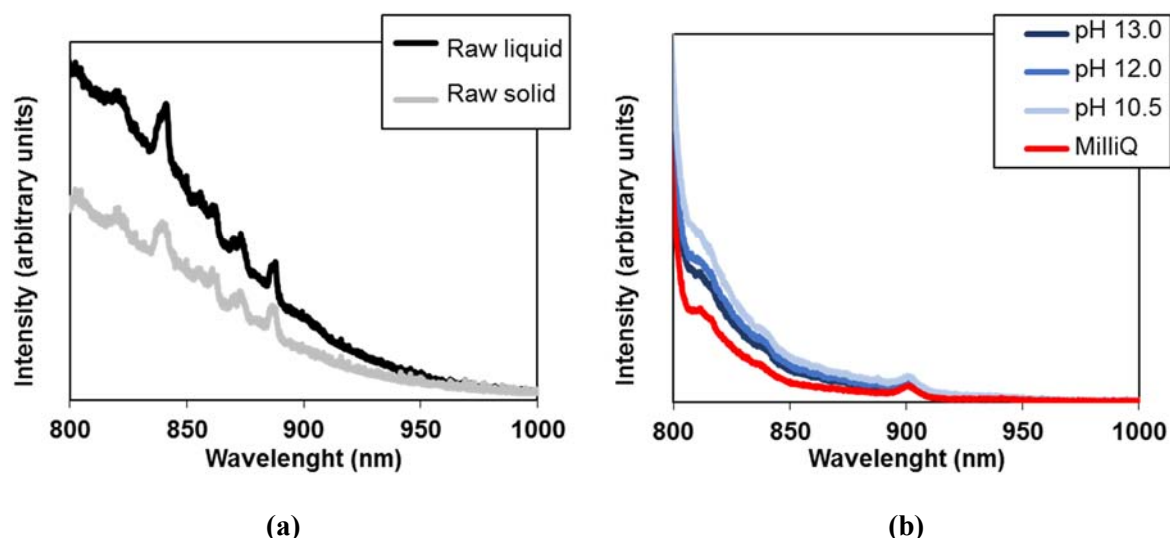 Intensity (arbitrary units)
Raw liquid
Raw solid
800
850
900
950
1000
Wavelenght (nm)
(a)
Intensity (arbitrary units)
pH 13.0
pH 12.0
pH 10.5
MilliQ
800
850
900
950
1000
Wavelenght (nm)
(b)